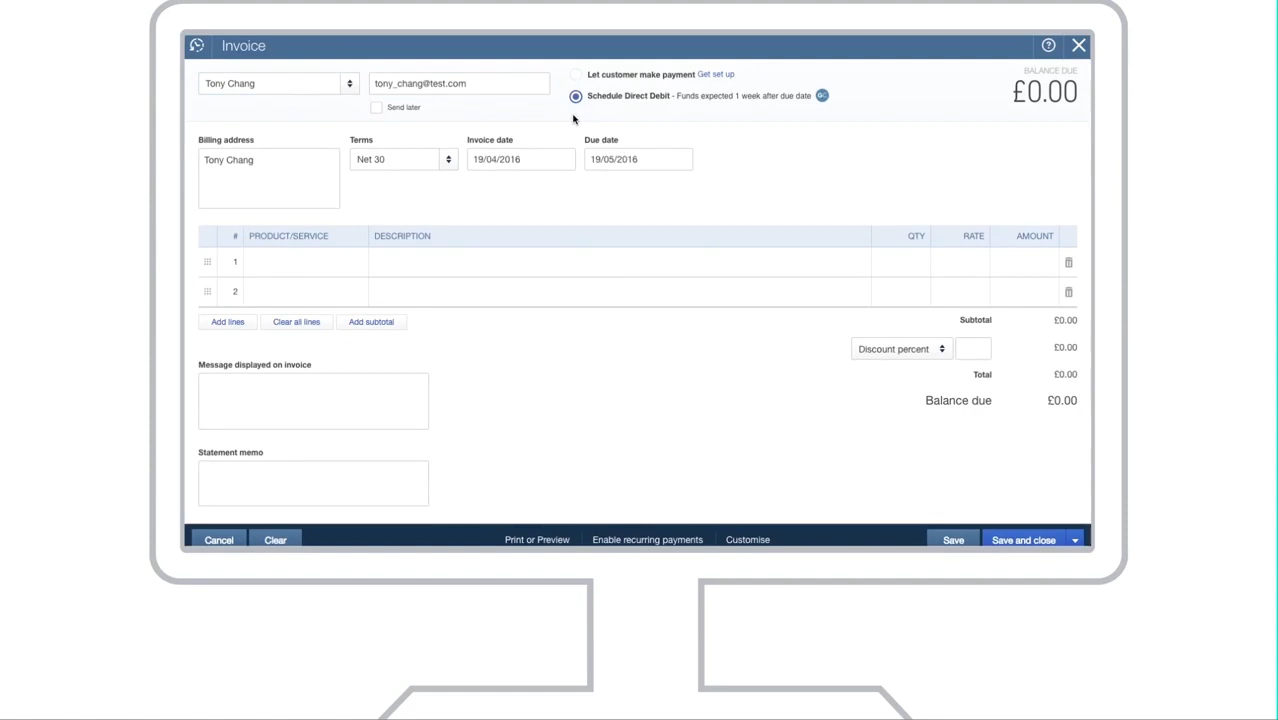 Invoice
?
Tony Chang
tony_chang@test.com
Send later
Let customer make payment Get set up
Schedule Direct Debit - Funds expected 1 week after due date GC
BALANCE DUE
£0.00
Billing address
Tony Chang
Terms
Net 30
Invoice date
19/04/2016
Due date
19/05/2016
# PRODUCT/SERVICE DESCRIPTION QTY RATE AMOUNT
1
2
Add lines Clear all lines Add subtotal
Subtotal £0.00
Discount percent £0.00
Total £0.00
Balance due £0.00
Message displayed on invoice
Statement memo
Cancel Clear Print or Preview Enable recurring payments Customise Save Save and close